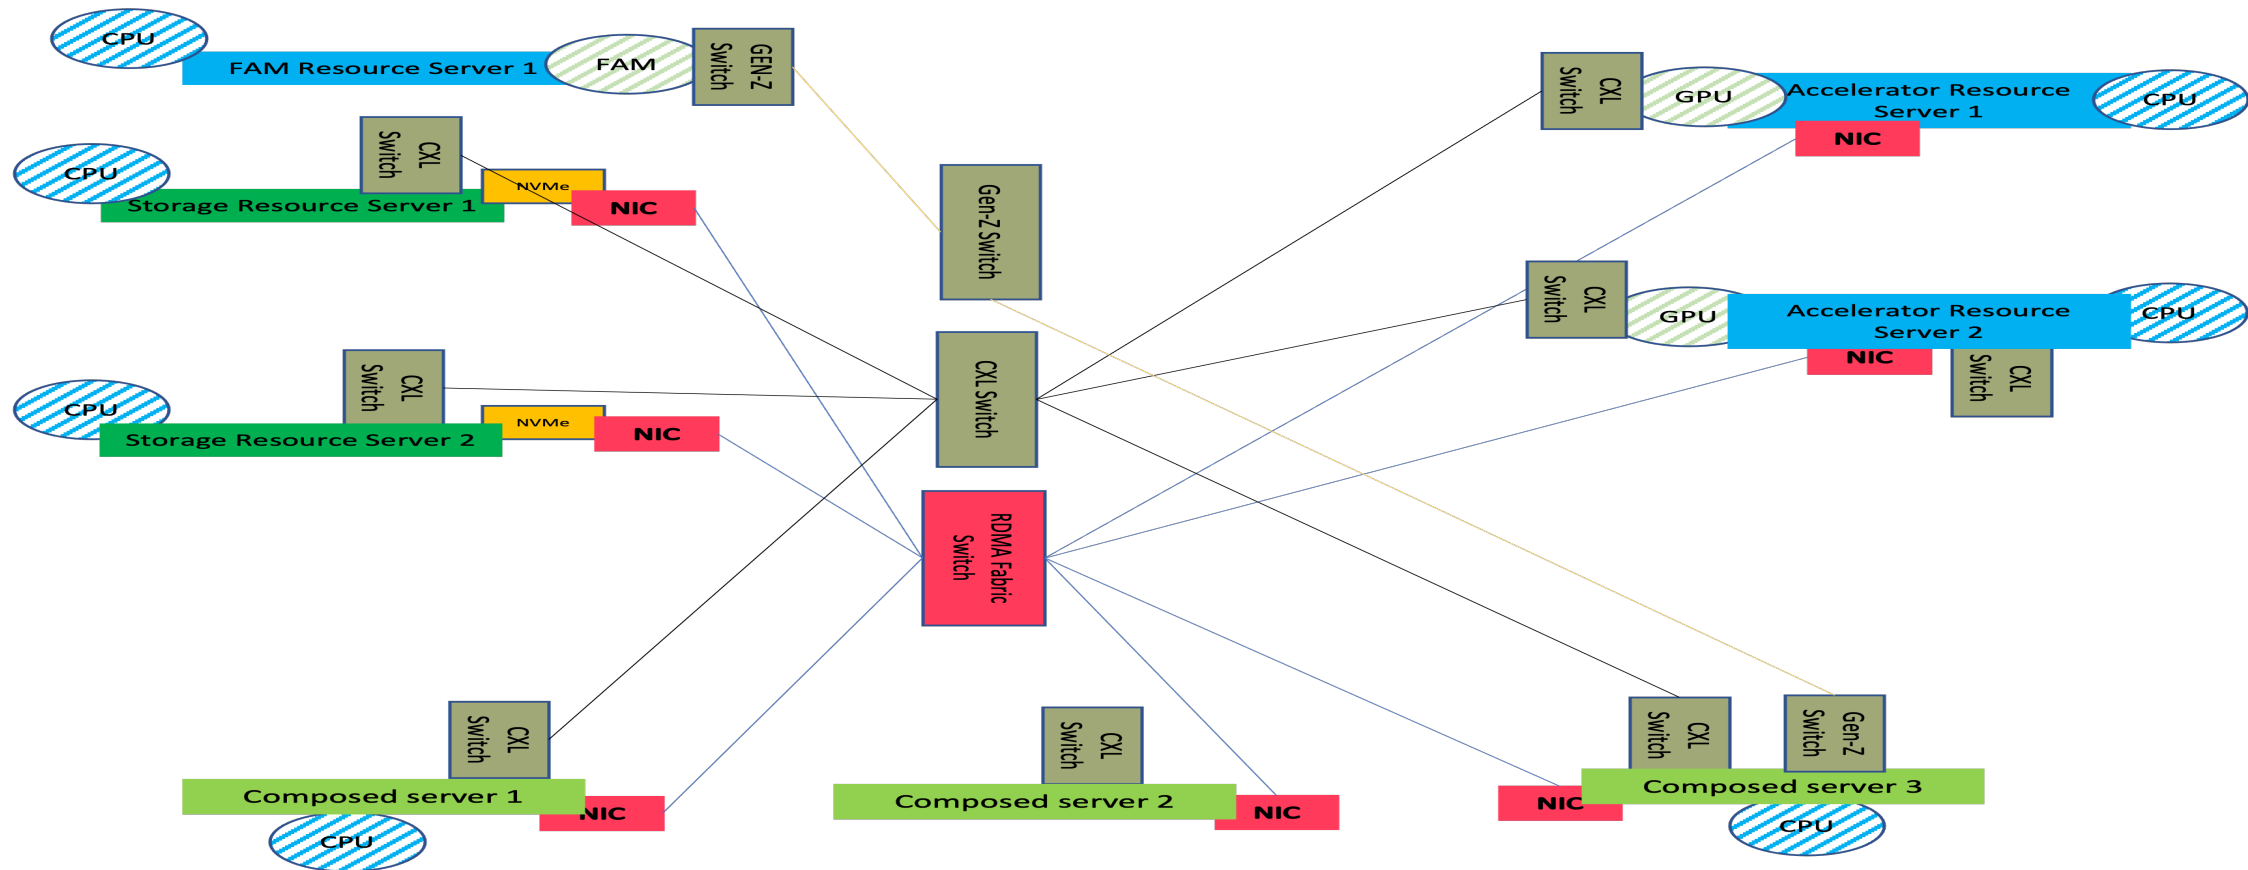 CPU
FAM Resource Server 1
FAM
GEN-Z
Switch
CXL
Switch
GPU
Accelerator Resource
Server 1
CPU
NIC
CXL
Switch
CPU
Storage Resource Server 1
NVMe
NIC
Gen-Z Switch
CXL
Switch
GPU
Accelerator Resource
Server 2
CPU
NIC
CXL
Switch
CXL
Switch
CPU
Storage Resource Server 2
NVMe
NIC
CXL Switch
RDMA Fabric
Switch
CXL
Switch
Composed server 1
NIC
CPU
CXL
Switch
Composed server 2
NIC
CXL
Switch
Gen-Z
Switch
NIC
Composed server 3
CPU